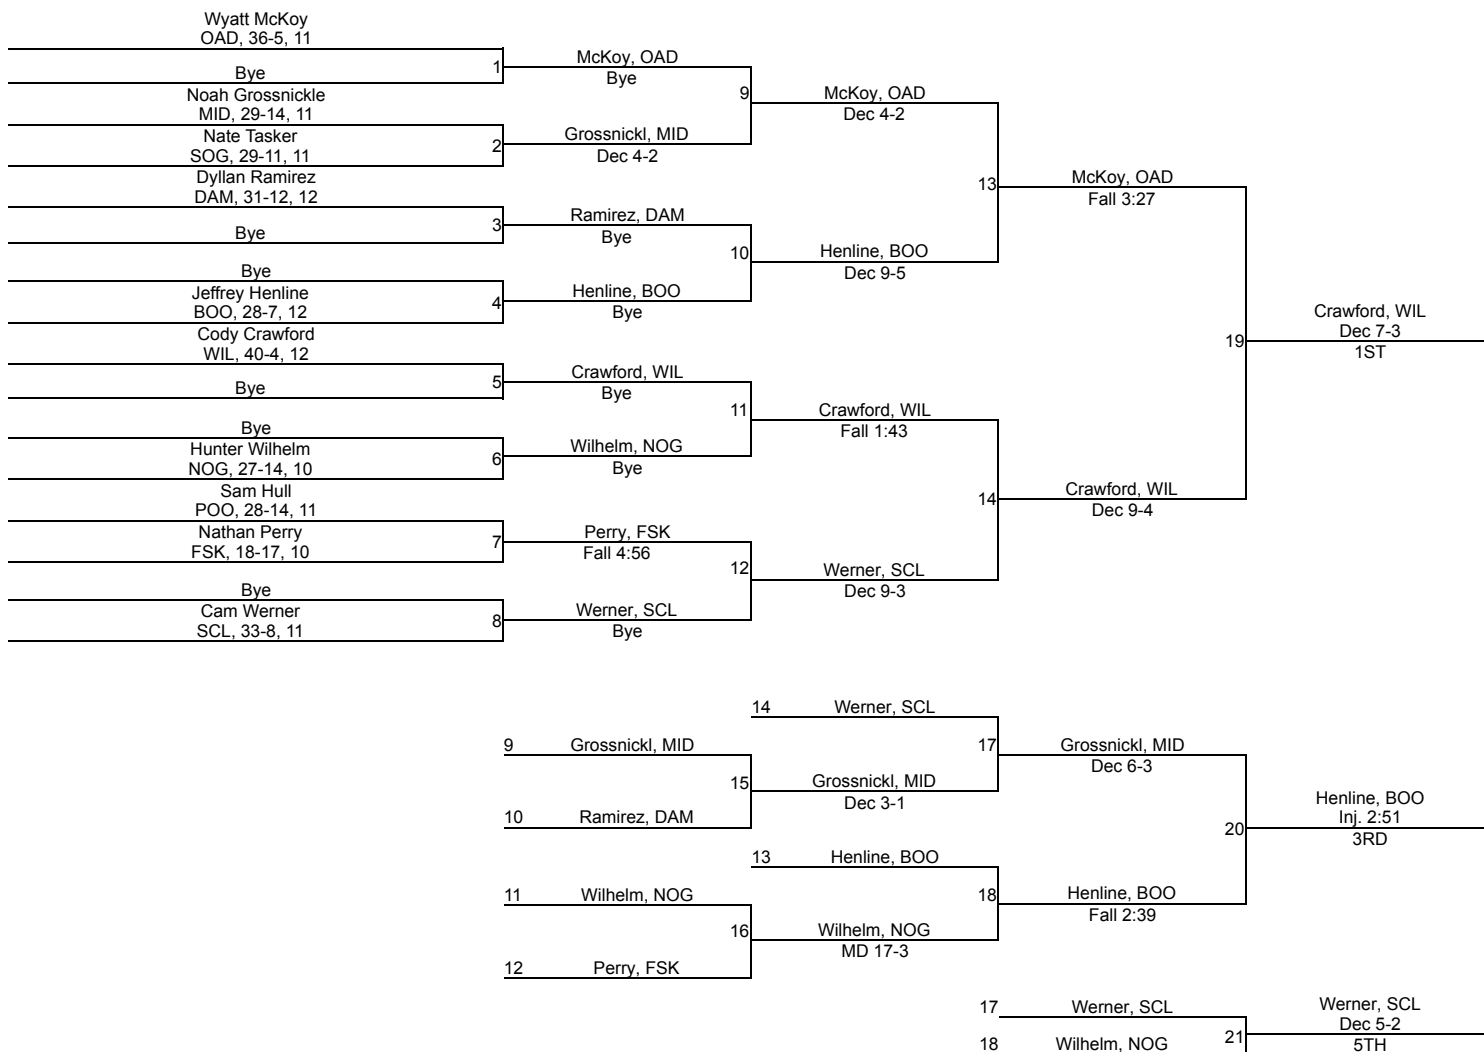 Wyatt McKoy
OAD, 36-5, 11
Bye
1
Noah Grossnickle
MID, 29-14, 11
Nate Tasker
SOG, 29-11, 11
2
Dyllan Ramirez
DAM, 31-12, 12
Bye
3
Bye
Jeffrey Henline
BOO, 28-7, 12
4
Cody Crawford
WIL, 40-4, 12
Bye
5
Bye
Hunter Wilhelm
NOG, 27-14, 10
6
Sam Hull
POO, 28-14, 11
Nathan Perry
FSK, 18-17, 10
7
Bye
Cam Werner
SCL, 33-8, 11
8
McKoy, OAD
Bye
9
Grossnickl, MID
Dec 4-2
Ramirez, DAM
Bye
10
Henline, BOO
Bye
Crawford, WIL
Bye
11
Wilhelm, NOG
Bye
Perry, FSK
Fall 4:56
12
Werner, SCL
Bye
McKoy, OAD
Dec 4-2
13
Henline, BOO
Dec 9-5
Crawford, WIL
Fall 1:43
14
Werner, SCL
Dec 9-3
McKoy, OAD
Fall 3:27
19
Crawford, WIL
Dec 9-4
Crawford, WIL
Dec 7-3
1ST
14 Werner, SCL
9 Grossnickl, MID
15
10 Ramirez, DAM
Grossnickl, MID
Dec 3-1
17
Grossnickl, MID
Dec 6-3
13 Henline, BOO
11 Wilhelm, NOG
16
12 Perry, FSK
Wilhelm, NOG
MD 17-3
18
Henline, BOO
Fall 2:39
20
Henline, BOO
Inj. 2:51
3RD
17 Werner, SCL
18 Wilhelm, NOG
21
Werner, SCL
Dec 5-2
5TH